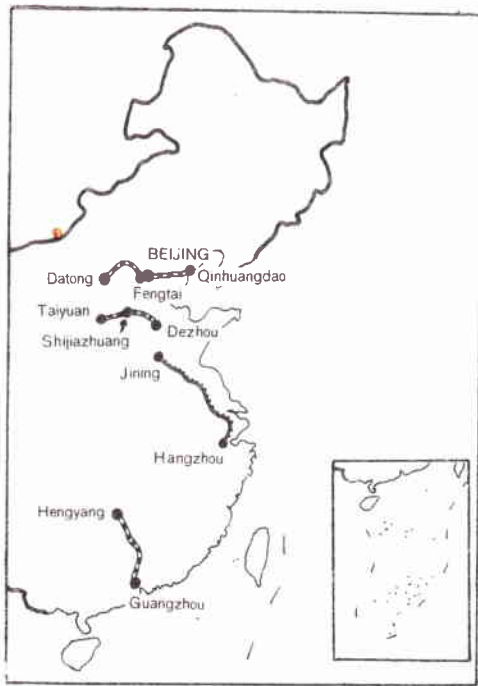 BEIJING
Datong
Qinhuangdao
Fengtai
Taiyuan
Dezhou
Shijiazhuang
Jining
Hangzhou
Hengyang
Guangzhou